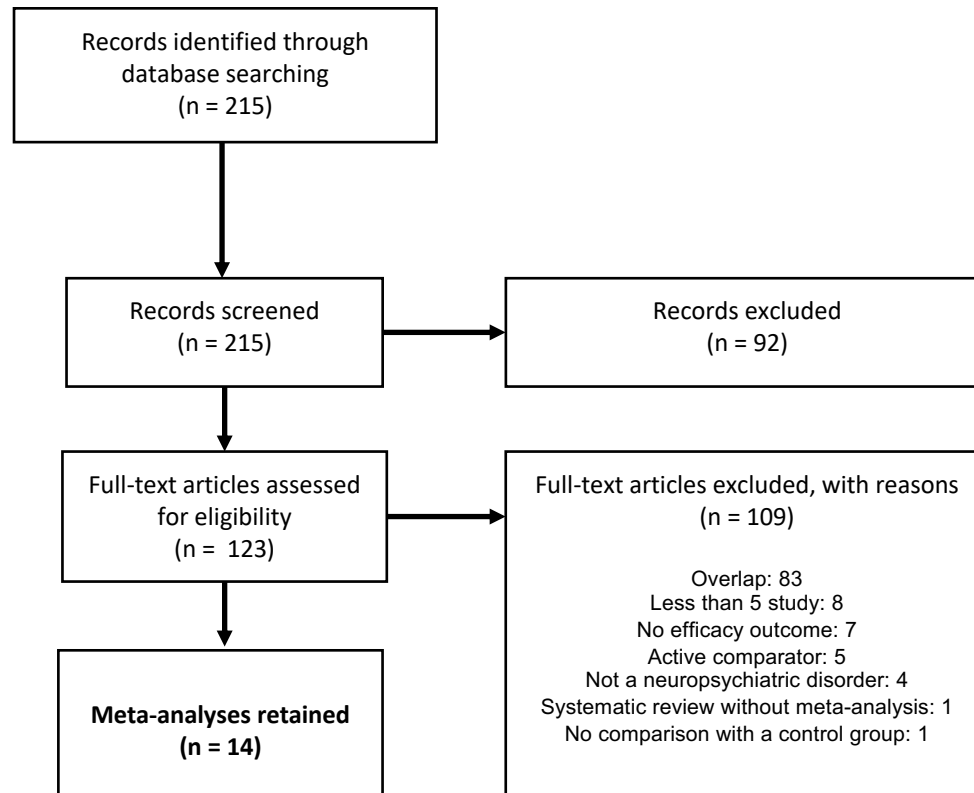 Records identified through
database searching
(n = 215)
Records screened
(n = 215)
Records excluded
(n = 92)
Full-text articles assessed
for eligibility
(n =  123)
Full-text articles excluded, with reasons
(n = 109)
Overlap: 83
Less than 5 study: 8
No efficacy outcome: 7
Active comparator: 5
Not a neuropsychiatric disorder: 4
Systematic review without meta-analysis: 1
No comparison with a control group: 1
Meta-analyses retained
(n = 14)